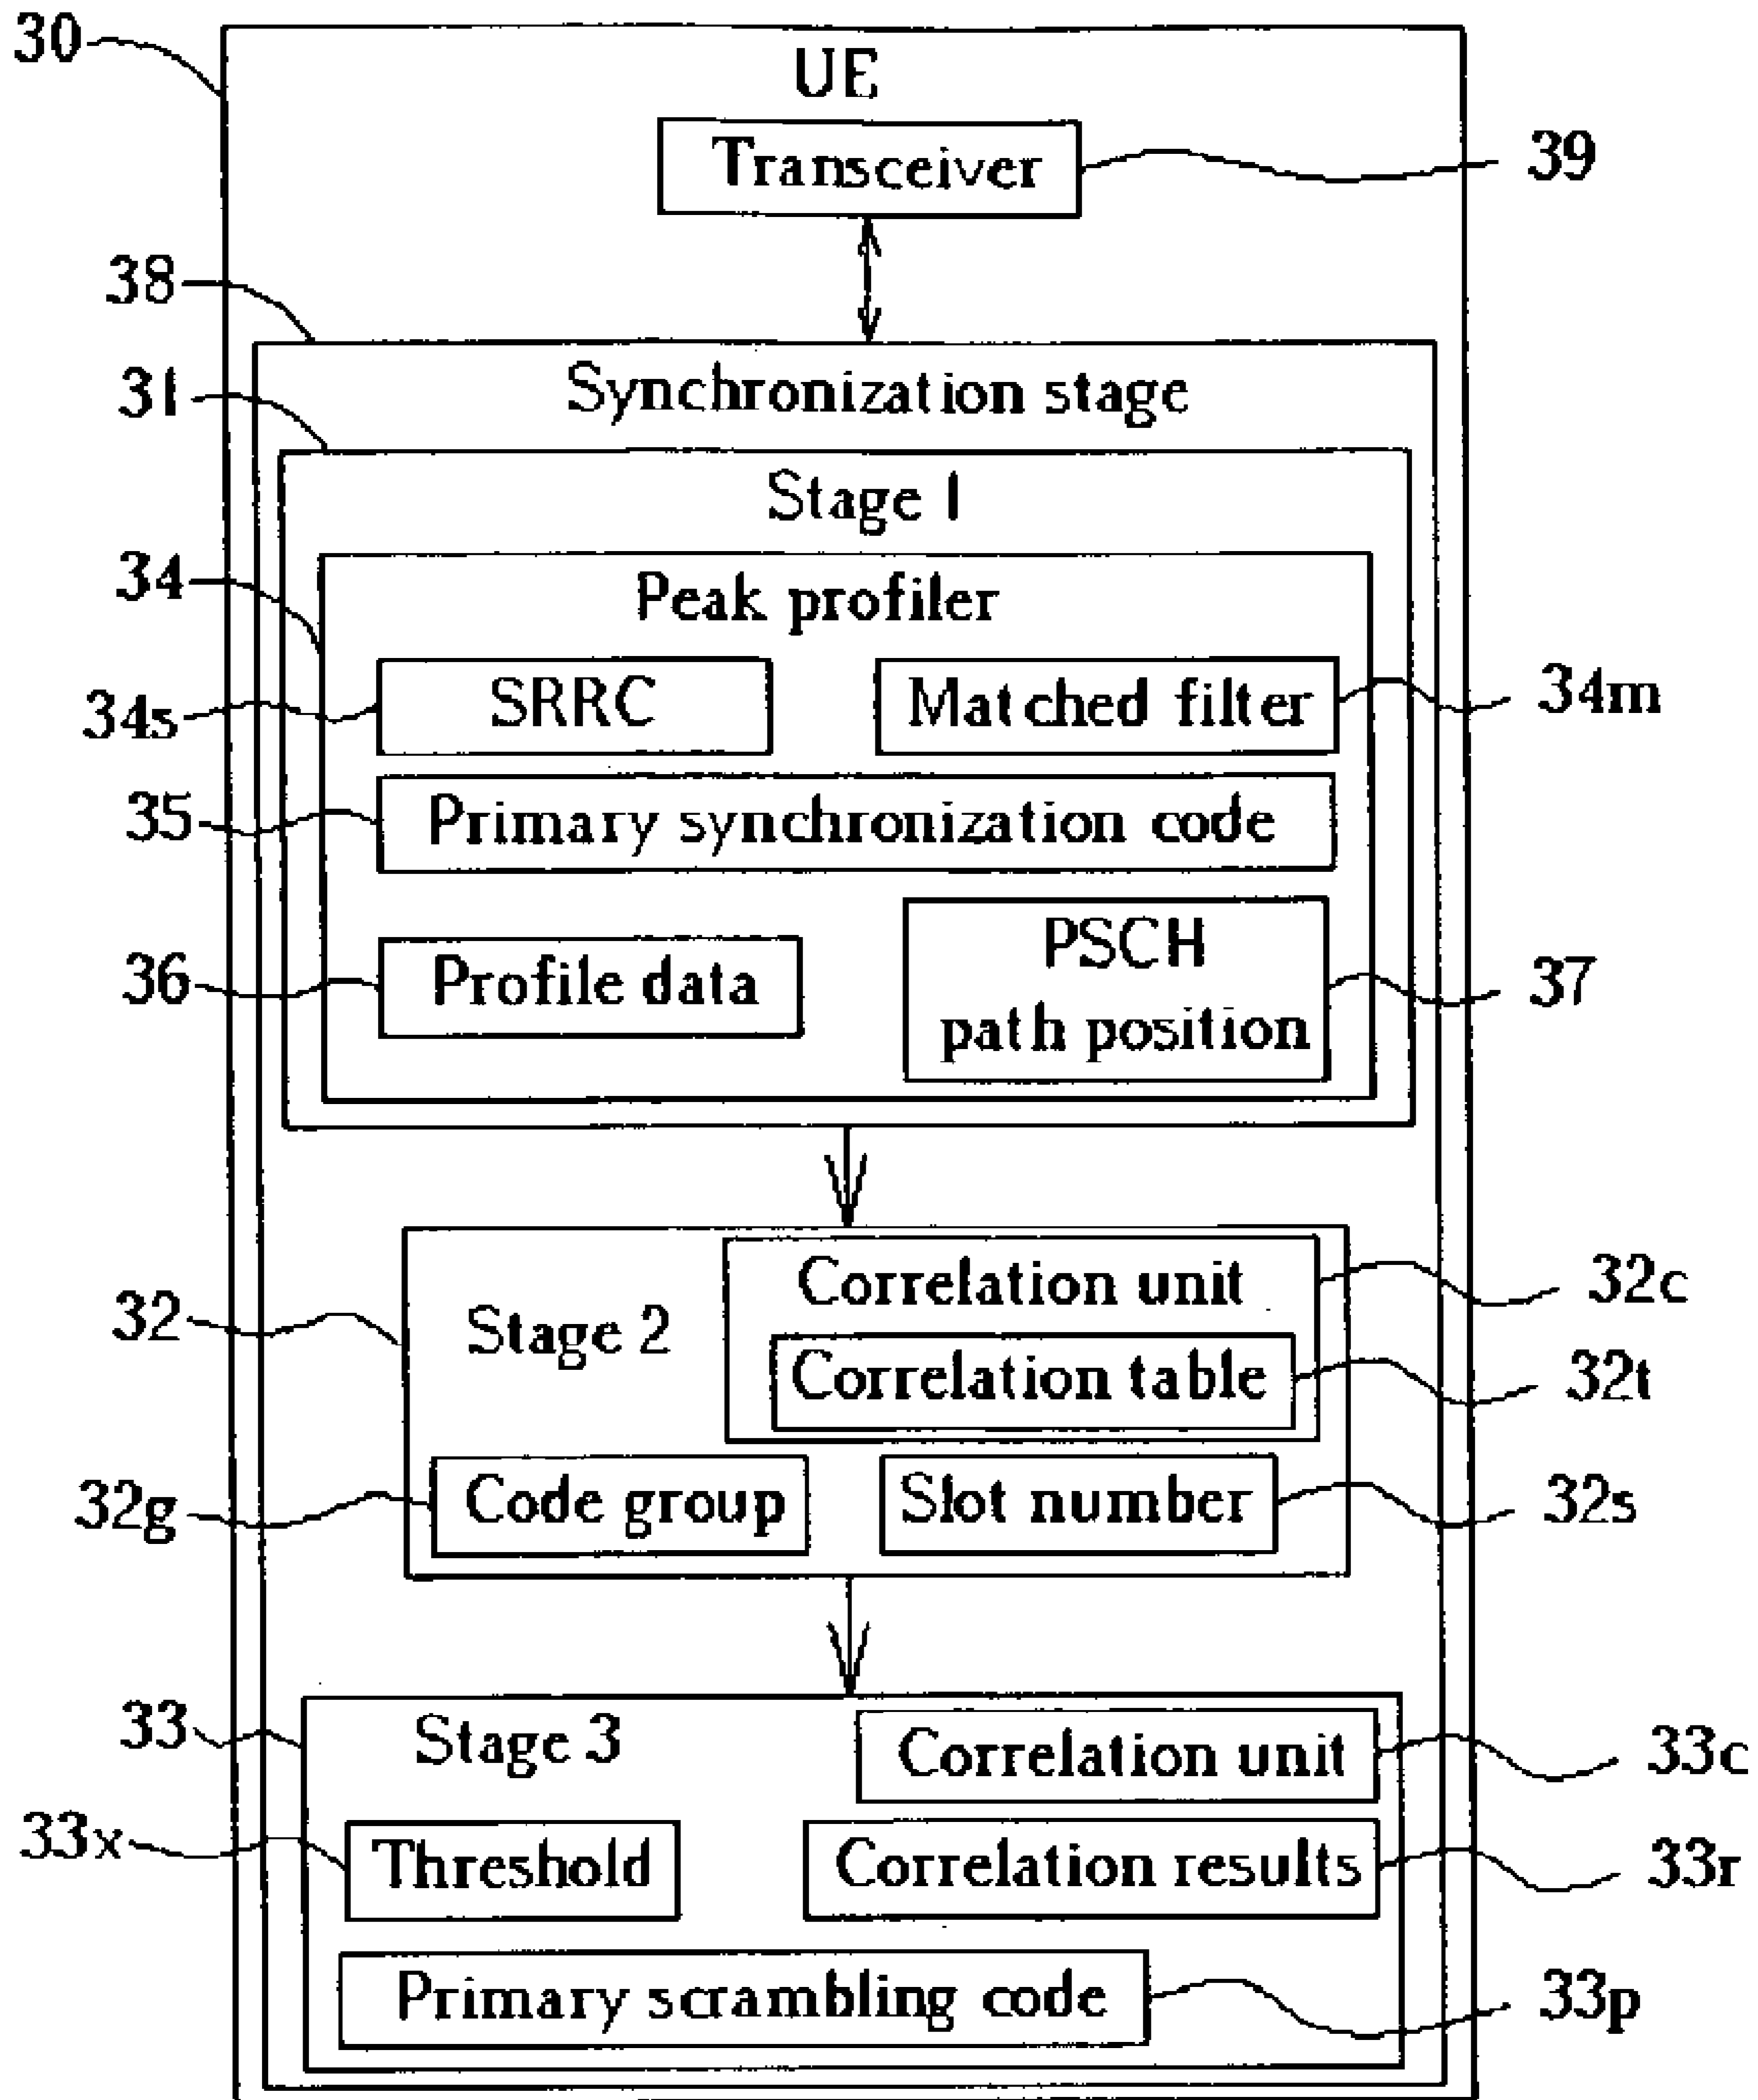 30
UE
Transceiver
39
38
Synchronization stage
31
Stage 1
34
Peak profiler
34s
SRRC
Matched filter
34m
35
Primary synchronization code
36
Profile data
PSCH
path position
37
32
Stage 2
Correlation unit
32c
Correlation table
32t
32g
Code group
Slot number
32s
33
Stage 3
Correlation unit
33c
33x
Threshold
Correlation results
33r
Primary scrambling code
33p